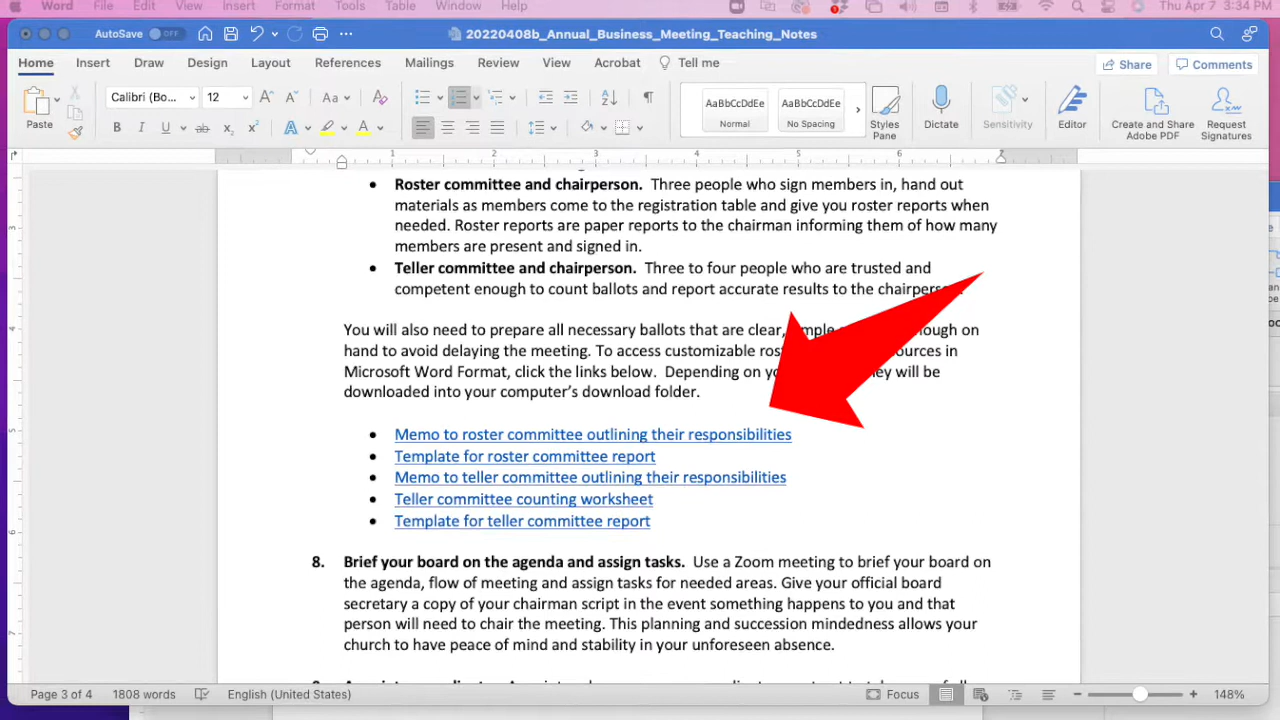 Word File Edit View Insert Format Tools Table Window Help Thu Apr 7 3:34 PM
AutoSave OFF 20220408b_Annual_Business_Meeting_Teaching_Notes
Home Insert Draw Design Layout References Mailings Review View Acrobat Tell me Share Comments
Paste Calibri (Bo... 12 Aa A AaBbCcDdEe AaBbCcDdEe
B I U ab x₂ x² A A Normal No Spacing Styles Pane Dictate Sensitivity Editor Create and Share Adobe PDF Request Signatures
1 2 3 4 5 6 7
• Roster committee and chairperson. Three people who sign members in, hand out
materials as members come to the registration table and give you roster reports when
needed. Roster reports are paper reports to the chairman informing them of how many
members are present and signed in.
• Teller committee and chairperson. Three to four people who are trusted and
competent enough to count ballots and report accurate results to the
You will also need to prepare all necessary ballots that are clear, on
hand to avoid delaying the meeting. To access customizable in
Microsoft Word Format, click the links below. Depending on will be
downloaded into your computer's download folder.
• Memo to roster committee outlining their responsibilities
• Template for roster committee report
• Memo to teller committee outlining their responsibilities
• Teller committee counting worksheet
• Template for teller committee report
8. Brief your board on the agenda and assign tasks. Use a Zoom meeting to brief your board on
the agenda, flow of meeting and assign tasks for needed areas. Give your official board
secretary a copy of your chairman script in the event something happens to you and that
person will need to chair the meeting. This planning and succession mindedness allows your
church to have peace of mind and stability in your unforeseen absence.
Page 3 of 4 1808 words English (United States) Focus 148%